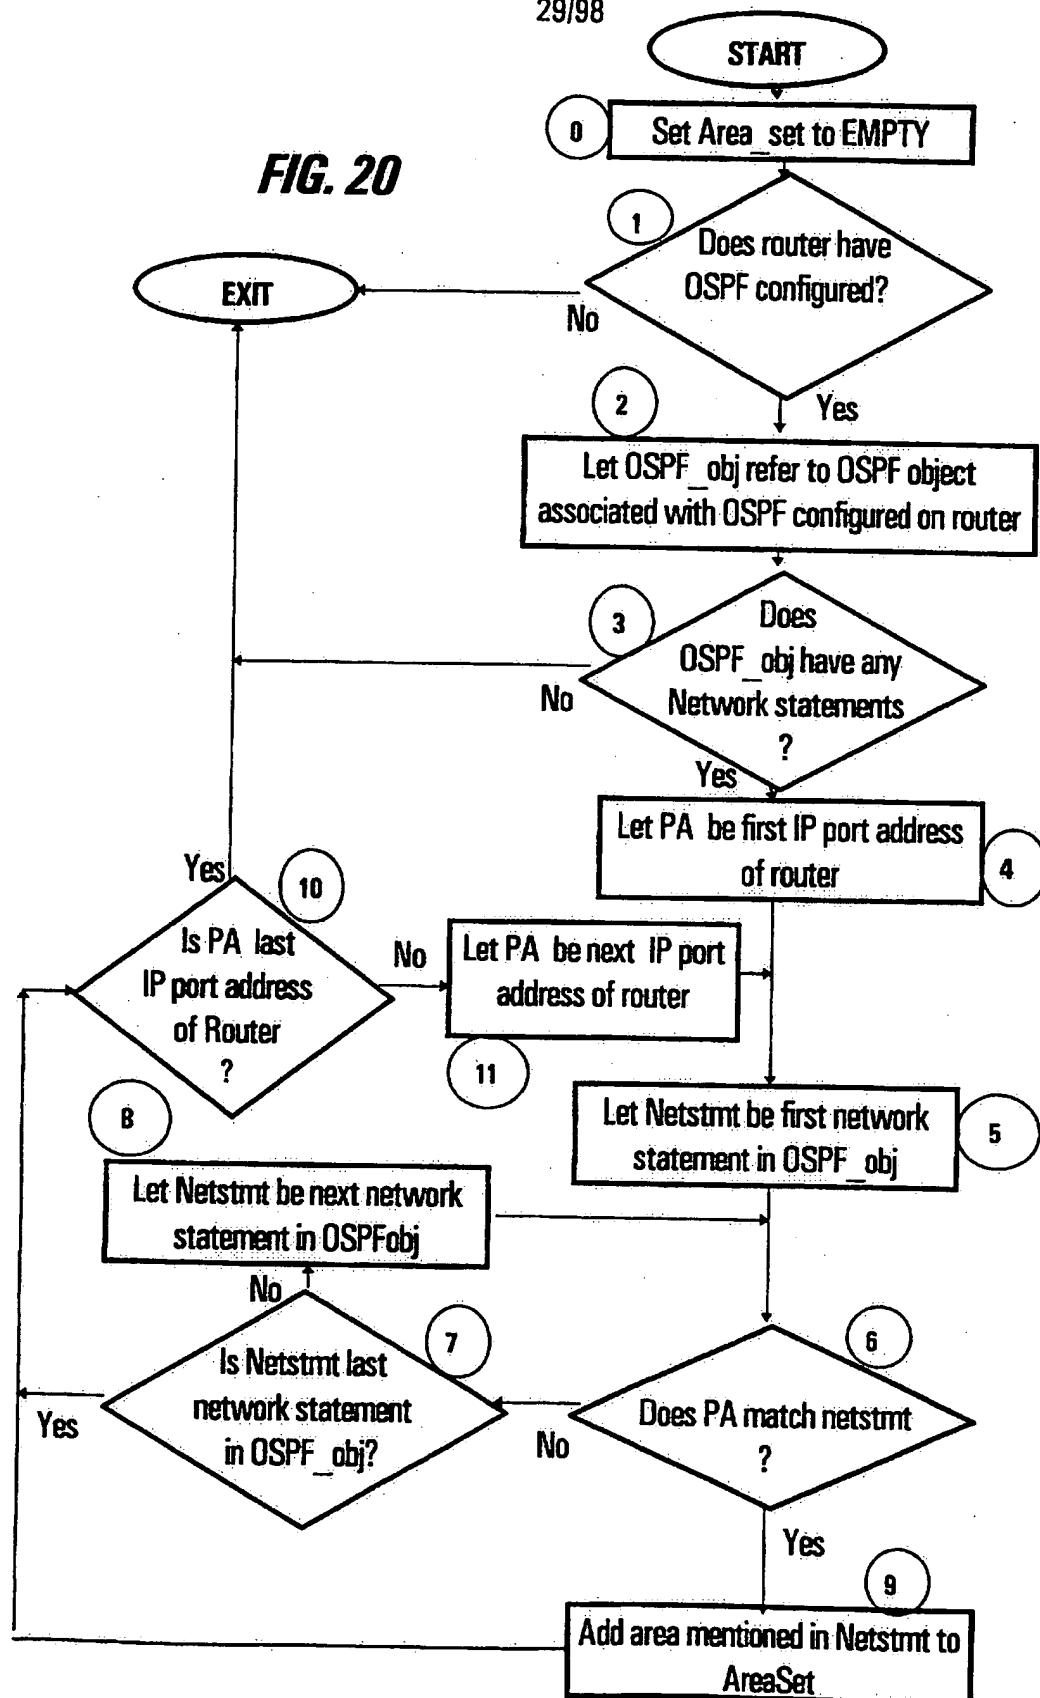 29/98
START
0
Set Area_set to EMPTY
FIG. 20
1
Does router have
OSPF configured?
EXIT
No
Yes
2
Let OSPF_obj refer to OSPF object
associated with OSPF configured on router
3
Does
OSPF_obj have any
Network statements
?
No
Yes
Let PA be first IP port address
of router
4
Yes
10
Is PA last
IP port address
of Router
?
No
Let PA be next IP port
address of router
11
8
Let Netstmt be first network
statement in OSPF_obj
5
Let Netstmt be next network
statement in OSPFobj
No
7
Is Netstmt last
network statement
in OSPF_obj?
Yes
6
Does PA match netstmt
?
No
Yes
9
Add area mentioned in Netstmt to
AreaSet